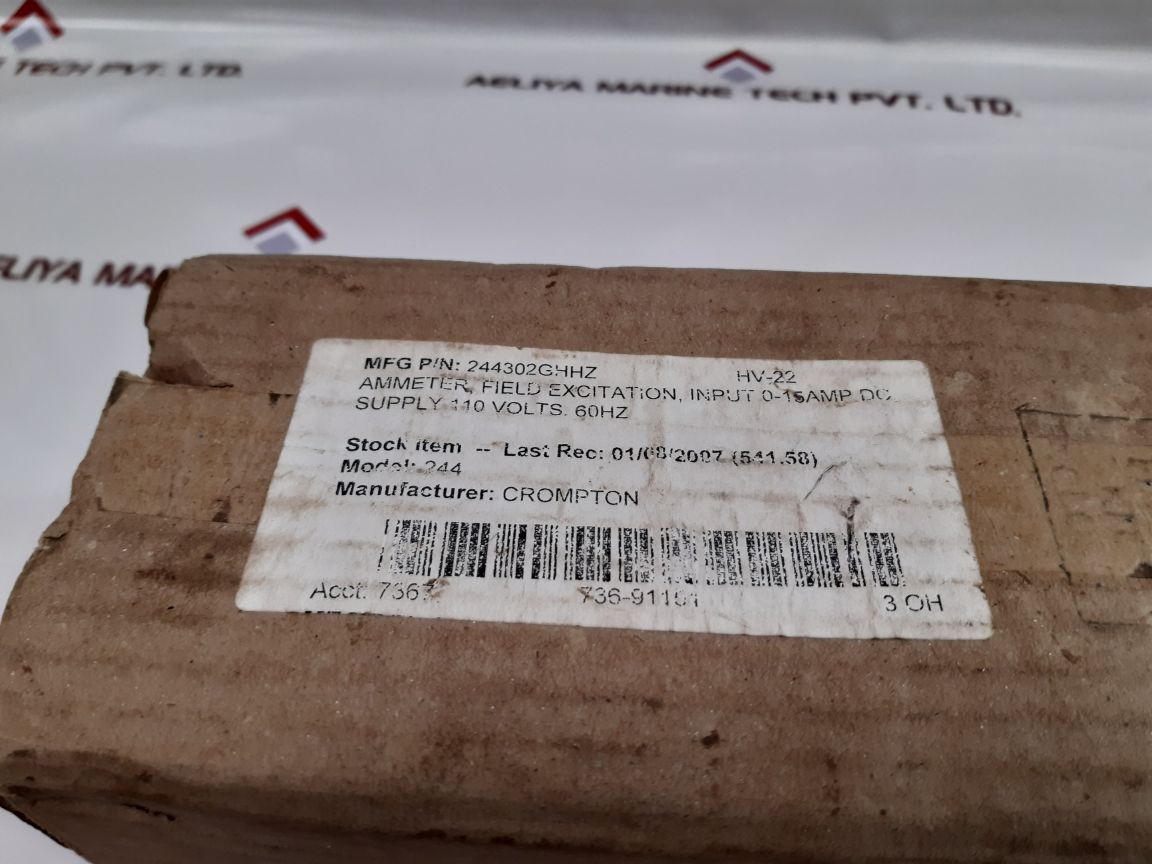 TECH PVT. LTD.
AELIYA MARINE TECH PVT. LTD.
MFG P/N: 244302GHHZ HV-22
AMMETER, FIELD EXCITATION, INPUT 0-15AMP DC
SUPPLY 110 VOLTS. 60HZ
Stock item -- Last Rec: 01/08/2007 (541.58)
Model: 244
Manufacturer: CROMPTON
Acct: 7367
3 OH